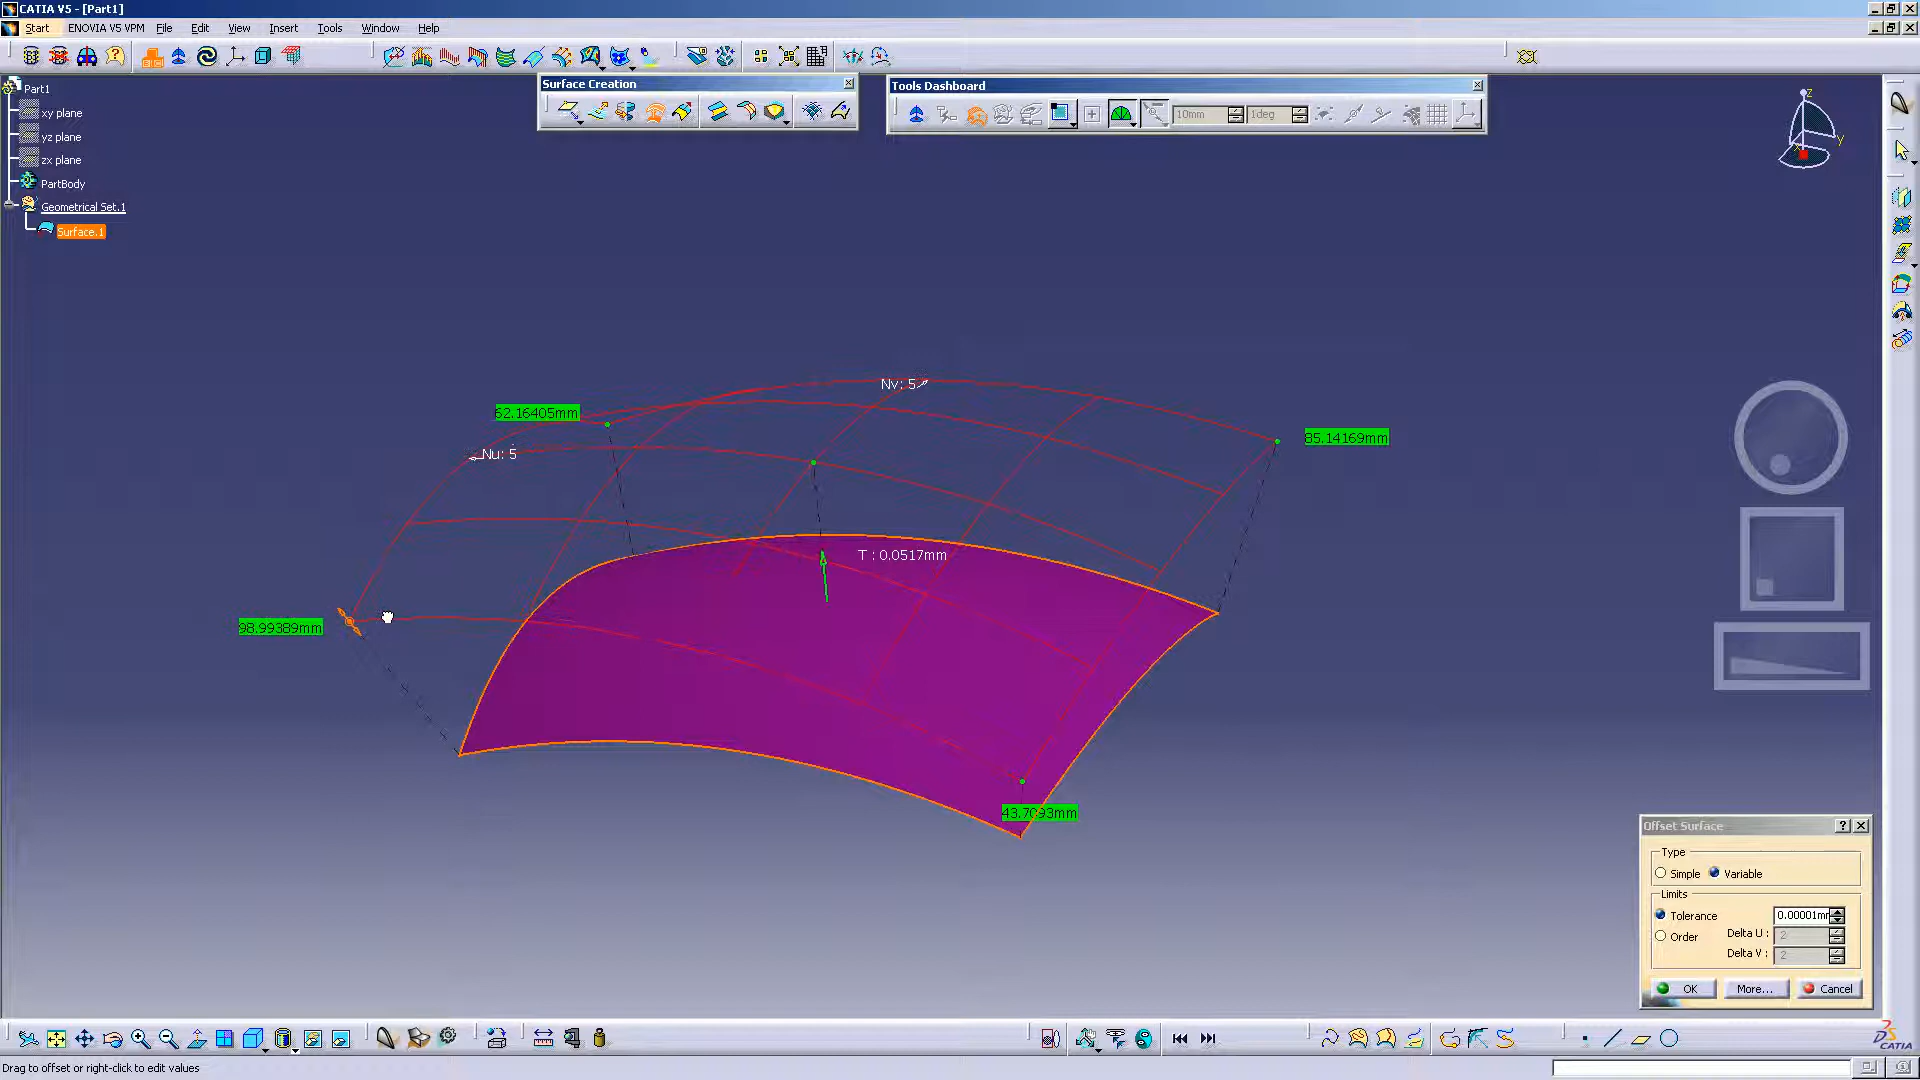 CATIA V5 - [Part1]
Start ENOVIA V5 VPM File Edit View Insert Tools Window Help
Surface Creation
Tools Dashboard
10mm
1deg
Part1
xy plane
yz plane
zx plane
PartBody
Geometrical Set.1
Surface.1
z
y
Nv: 5
62.16405mm
85.14169mm
Nu: 5
T : 0.0517mm
98.99389mm
43.7093mm
Offset Surface
Type
Simple Variable
Limits
Tolerance 0.00001mm
Order Delta U : 2
Delta V : 2
OK More... Cancel
CATIA
Drag to offset or right-click to edit values